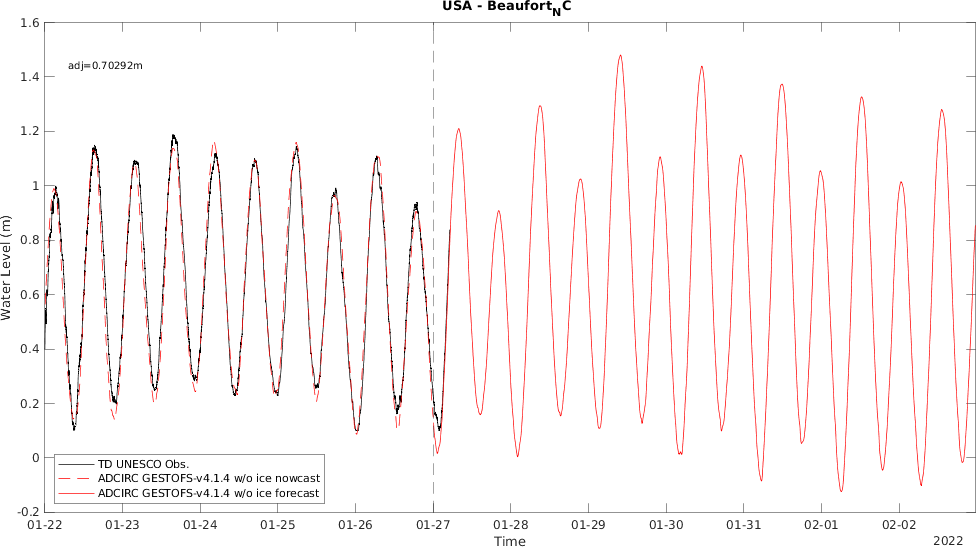 USA - Beaufort_NC
1.6
1.4
1.2
1
0.8
0.6
0.4
0.2
0
-0.2
Water Level (m)
adj=0.70292m
TD UNESCO Obs.
ADCIRC GESTOFS-v4.1.4 w/o ice nowcast
ADCIRC GESTOFS-v4.1.4 w/o ice forecast
01-22 01-23 01-24 01-25 01-26 01-27 01-28 01-29 01-30 01-31 02-01 02-02
Time
2022